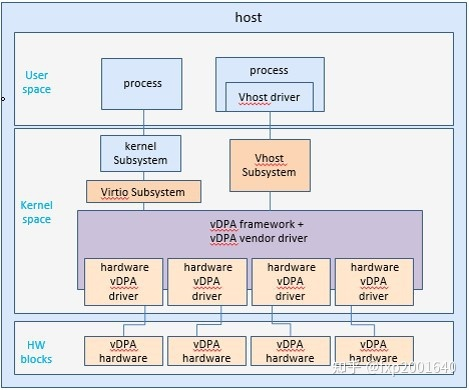 host
User
space
process
process
Vhost driver
Kernel
space
kernel
Subsystem
Virtio Subsystem
Vhost
Subsystem
vDPA framework +
vDPA vendor driver
hardware
vDPA
driver
hardware
vDPA
driver
hardware
vDPA
driver
hardware
vDPA
driver
HW
blocks
vDPA
hardware
vDPA
hardware
vDPA
hardware
vDPA
hardware
知乎 @fxp2001640